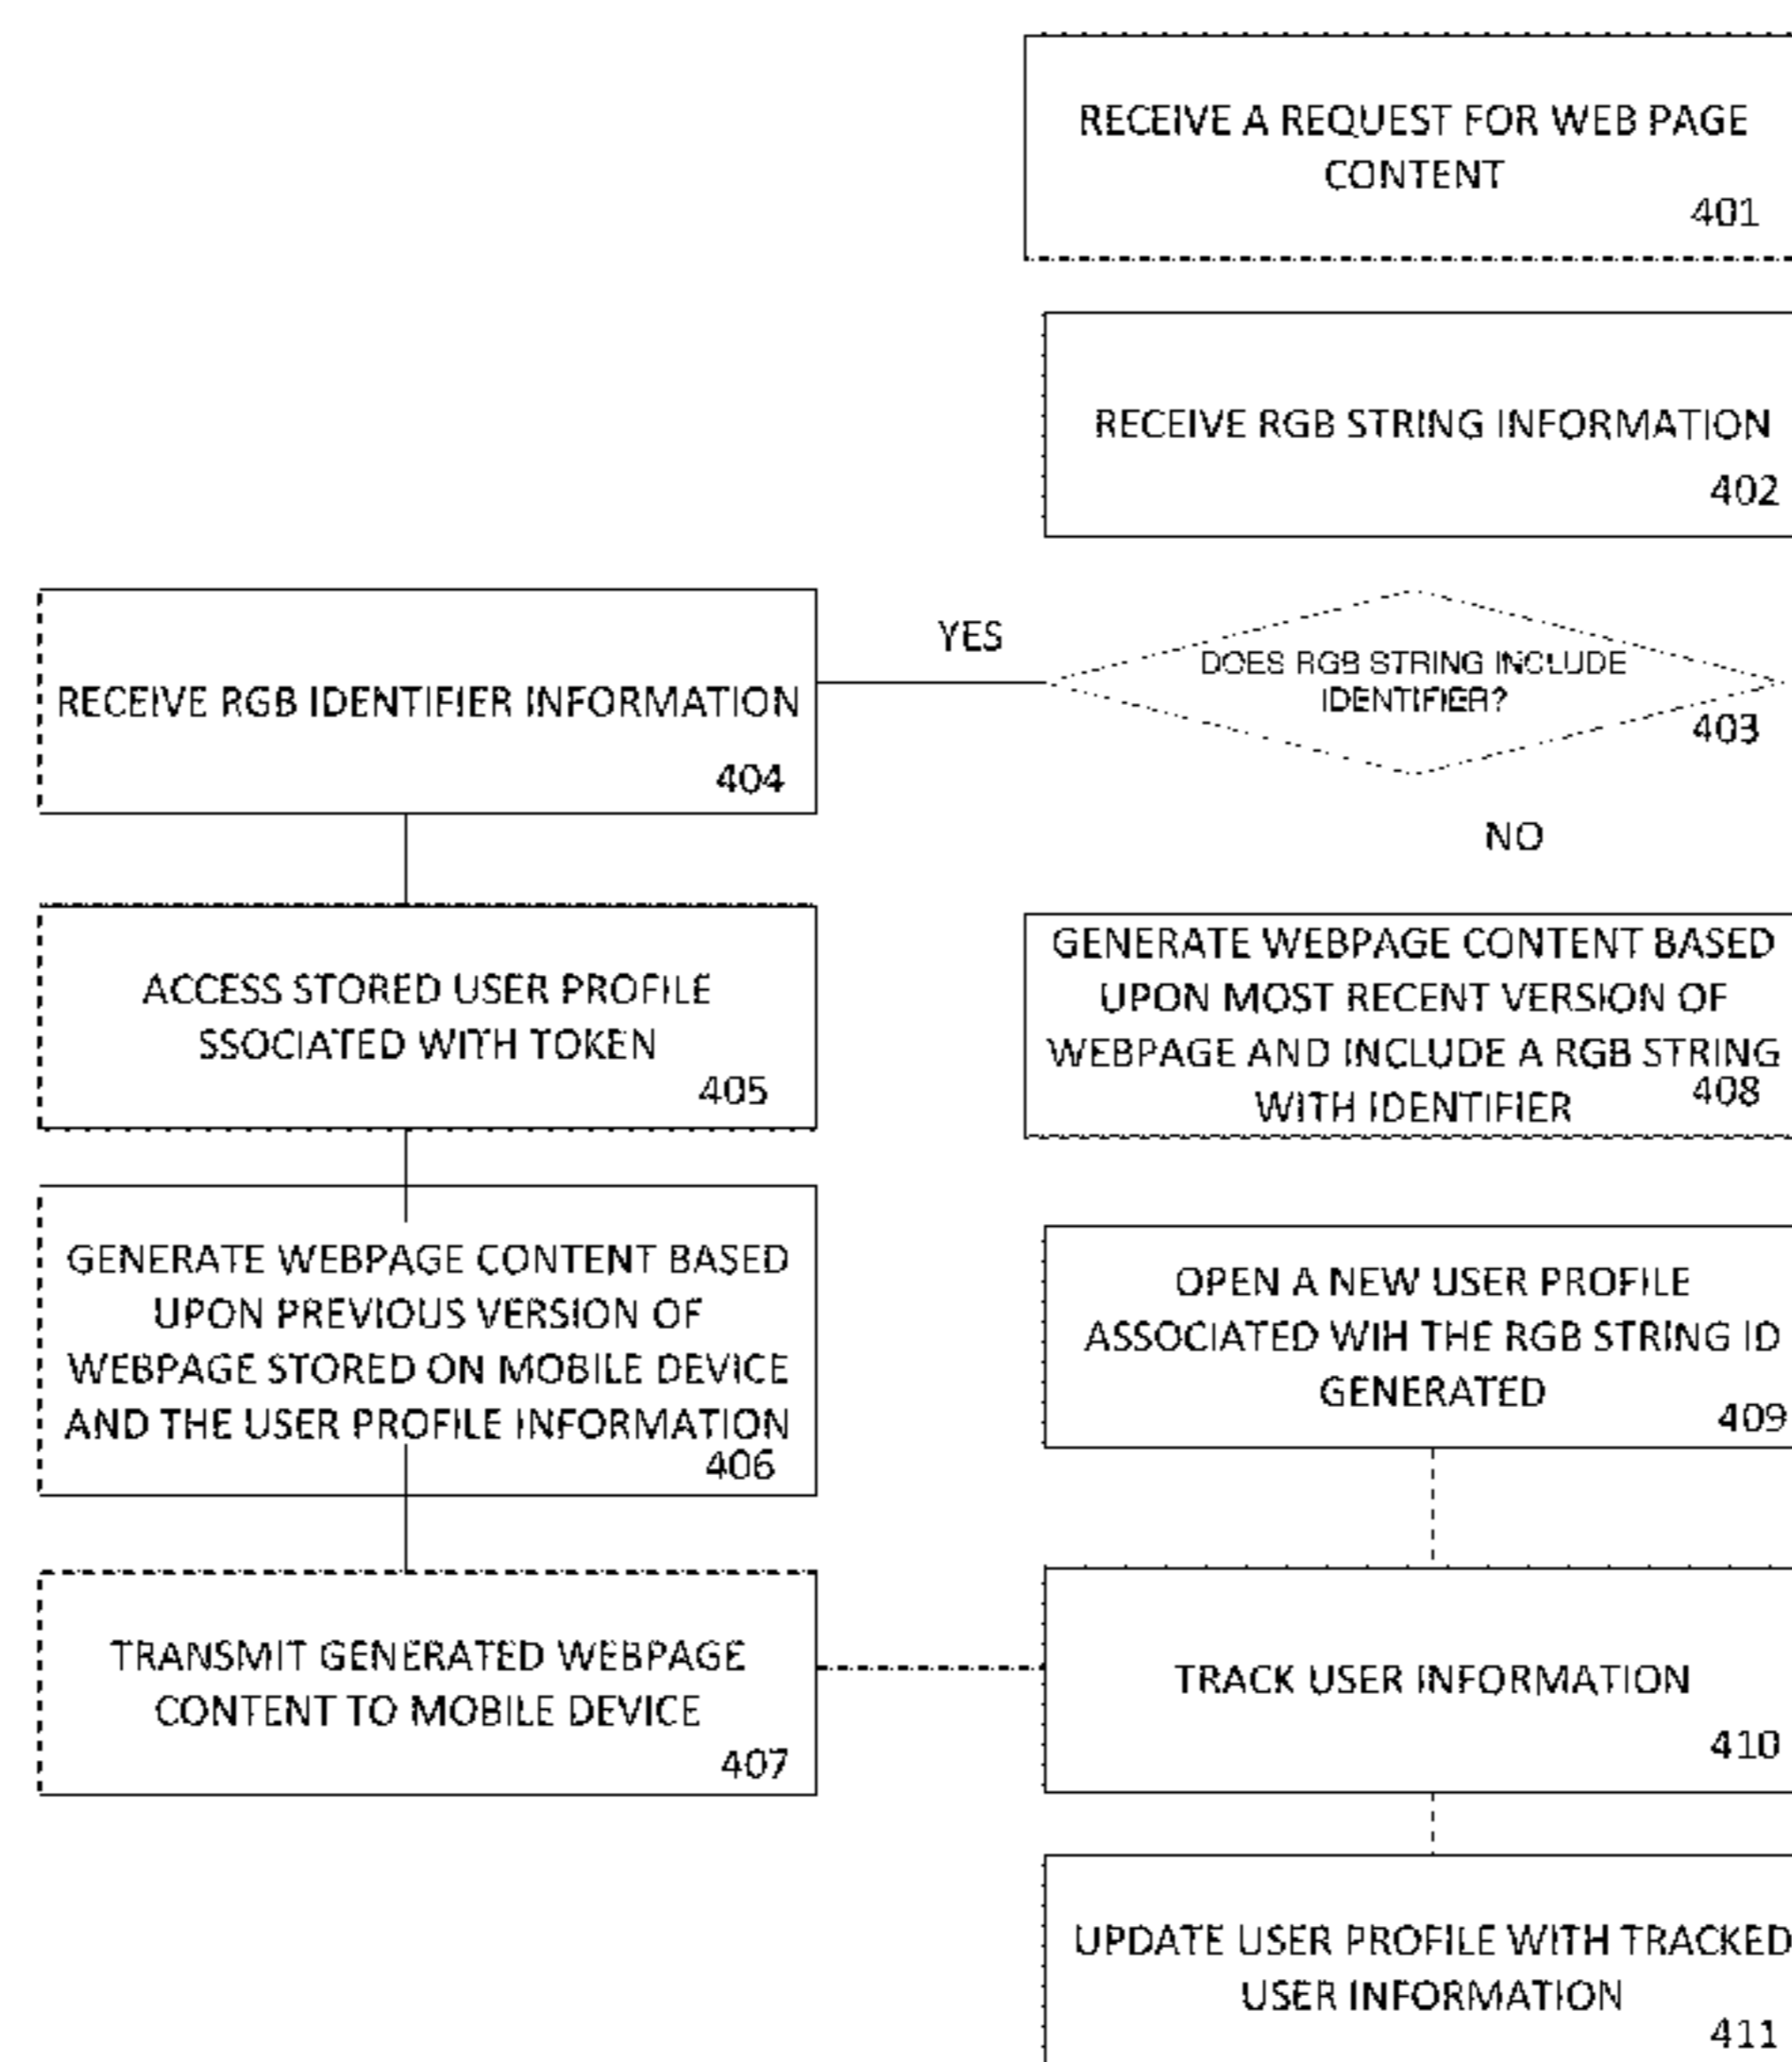 RECEIVE A REQUEST FOR WEB PAGE
CONTENT
401
RECEIVE RGB STRING INFORMATION
402
DOES RGB STRING INCLUDE
IDENTIFIER?
403
YES
NO
RECEIVE RGB IDENTIFIER INFORMATION
404
ACCESS STORED USER PROFILE
SSOCIATED WITH TOKEN
405
GENERATE WEBPAGE CONTENT BASED
UPON PREVIOUS VERSION OF
WEBPAGE STORED ON MOBILE DEVICE
AND THE USER PROFILE INFORMATION
406
TRANSMIT GENERATED WEBPAGE
CONTENT TO MOBILE DEVICE
407
GENERATE WEBPAGE CONTENT BASED
UPON MOST RECENT VERSION OF
WEBPAGE AND INCLUDE A RGB STRING
WITH IDENTIFIER
408
OPEN A NEW USER PROFILE
ASSOCIATED WIH THE RGB STRING ID
GENERATED
409
TRACK USER INFORMATION
410
UPDATE USER PROFILE WITH TRACKED
USER INFORMATION
411